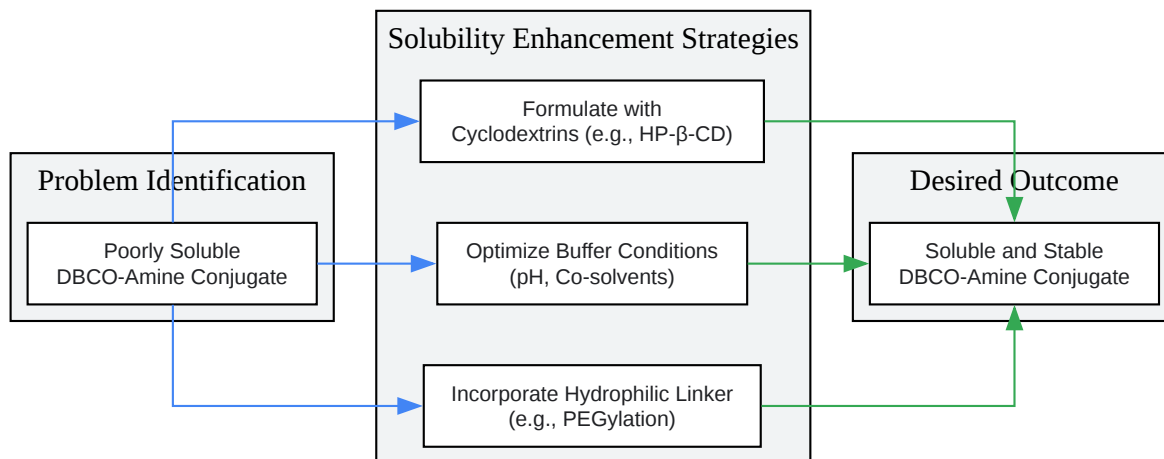 Solubility Enhancement Strategies
Formulate with
Cyclodextrins (e.g., HP-β-CD)
Problem Identification
Desired Outcome
Poorly Soluble
DBCO-Amine Conjugate
Optimize Buffer Conditions
(pH, Co-solvents)
Soluble and Stable
DBCO-Amine Conjugate
Incorporate Hydrophilic Linker
(e.g., PEGylation)